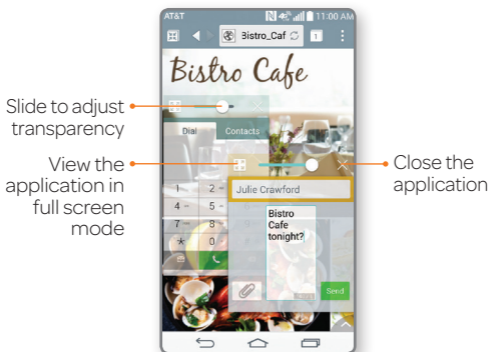 AT&T 4G 11:00 AM
Bistro_Caf 1
Bistro Cafe
Slide to adjust
transparency
Dial Contacts
View the
application in
full screen
mode
Close the
application
1 2
Julie Crawford
4 5
Bistro
Cafe
tonight?
7 8
* 0
Send